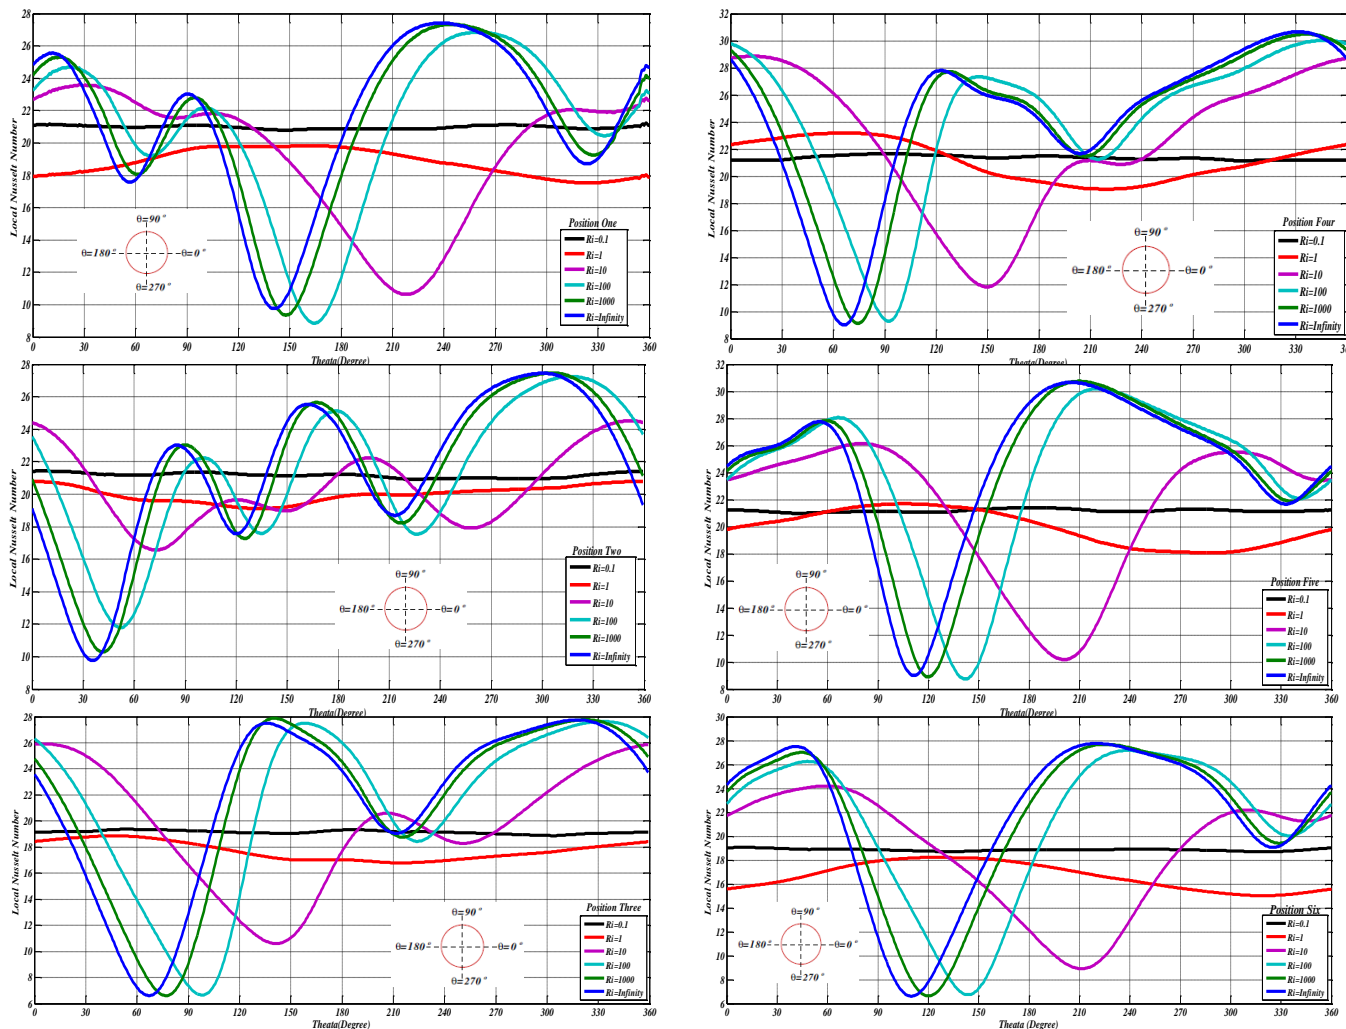 28
26
24
22
20
18
16
14
12
10
8
Local Nusselt Number
θ=90°
θ=180°
θ=0°
θ=270°
Position One
Ri=0.1
Ri=1
Ri=10
Ri=100
Ri=1000
Ri=Infinity
0 30 60 90 120 150 180 210 240 270 300 330 360
Theata(Degree)
32
30
28
26
24
22
20
18
16
14
12
10
8
Local Nusselt Number
θ=90°
θ=180°
θ=0°
θ=270°
Position Four
Ri=0.1
Ri=1
Ri=10
Ri=100
Ri=1000
Ri=Infinity
0 30 60 90 120 150 180 210 240 270 300 330 360
Theata(Degree)
28
26
24
22
20
18
16
14
12
10
8
Local Nusselt Number
θ=90°
θ=180°
θ=0°
θ=270°
Position Two
Ri=0.1
Ri=1
Ri=10
Ri=100
Ri=1000
Ri=Infinity
0 30 60 90 120 150 180 210 240 270 300 330 360
Theata(Degree)
32
30
28
26
24
22
20
18
16
14
12
10
8
Local Nusselt Number
θ=90°
θ=180°
θ=0°
θ=270°
Position Five
Ri=0.1
Ri=1
Ri=10
Ri=100
Ri=1000
Ri=Infinity
0 30 60 90 120 150 180 210 240 270 300 330 360
Theata(Degree)
28
26
24
22
20
18
16
14
12
10
8
6
Local Nusselt Number
θ=90°
θ=180°
θ=0°
θ=270°
Position Three
Ri=0.1
Ri=1
Ri=10
Ri=100
Ri=1000
Ri=Infinity
0 30 60 90 120 150 180 210 240 270 300 330 360
Theata(Degree)
28
26
24
22
20
18
16
14
12
10
8
6
Local Nusselt Number
θ=90°
θ=180°
θ=0°
θ=270°
Position Six
Ri=0.1
Ri=1
Ri=10
Ri=100
Ri=1000
Ri=Infinity
0 30 60 90 120 150 180 210 240 270 300 330 360
Theata(Degree)